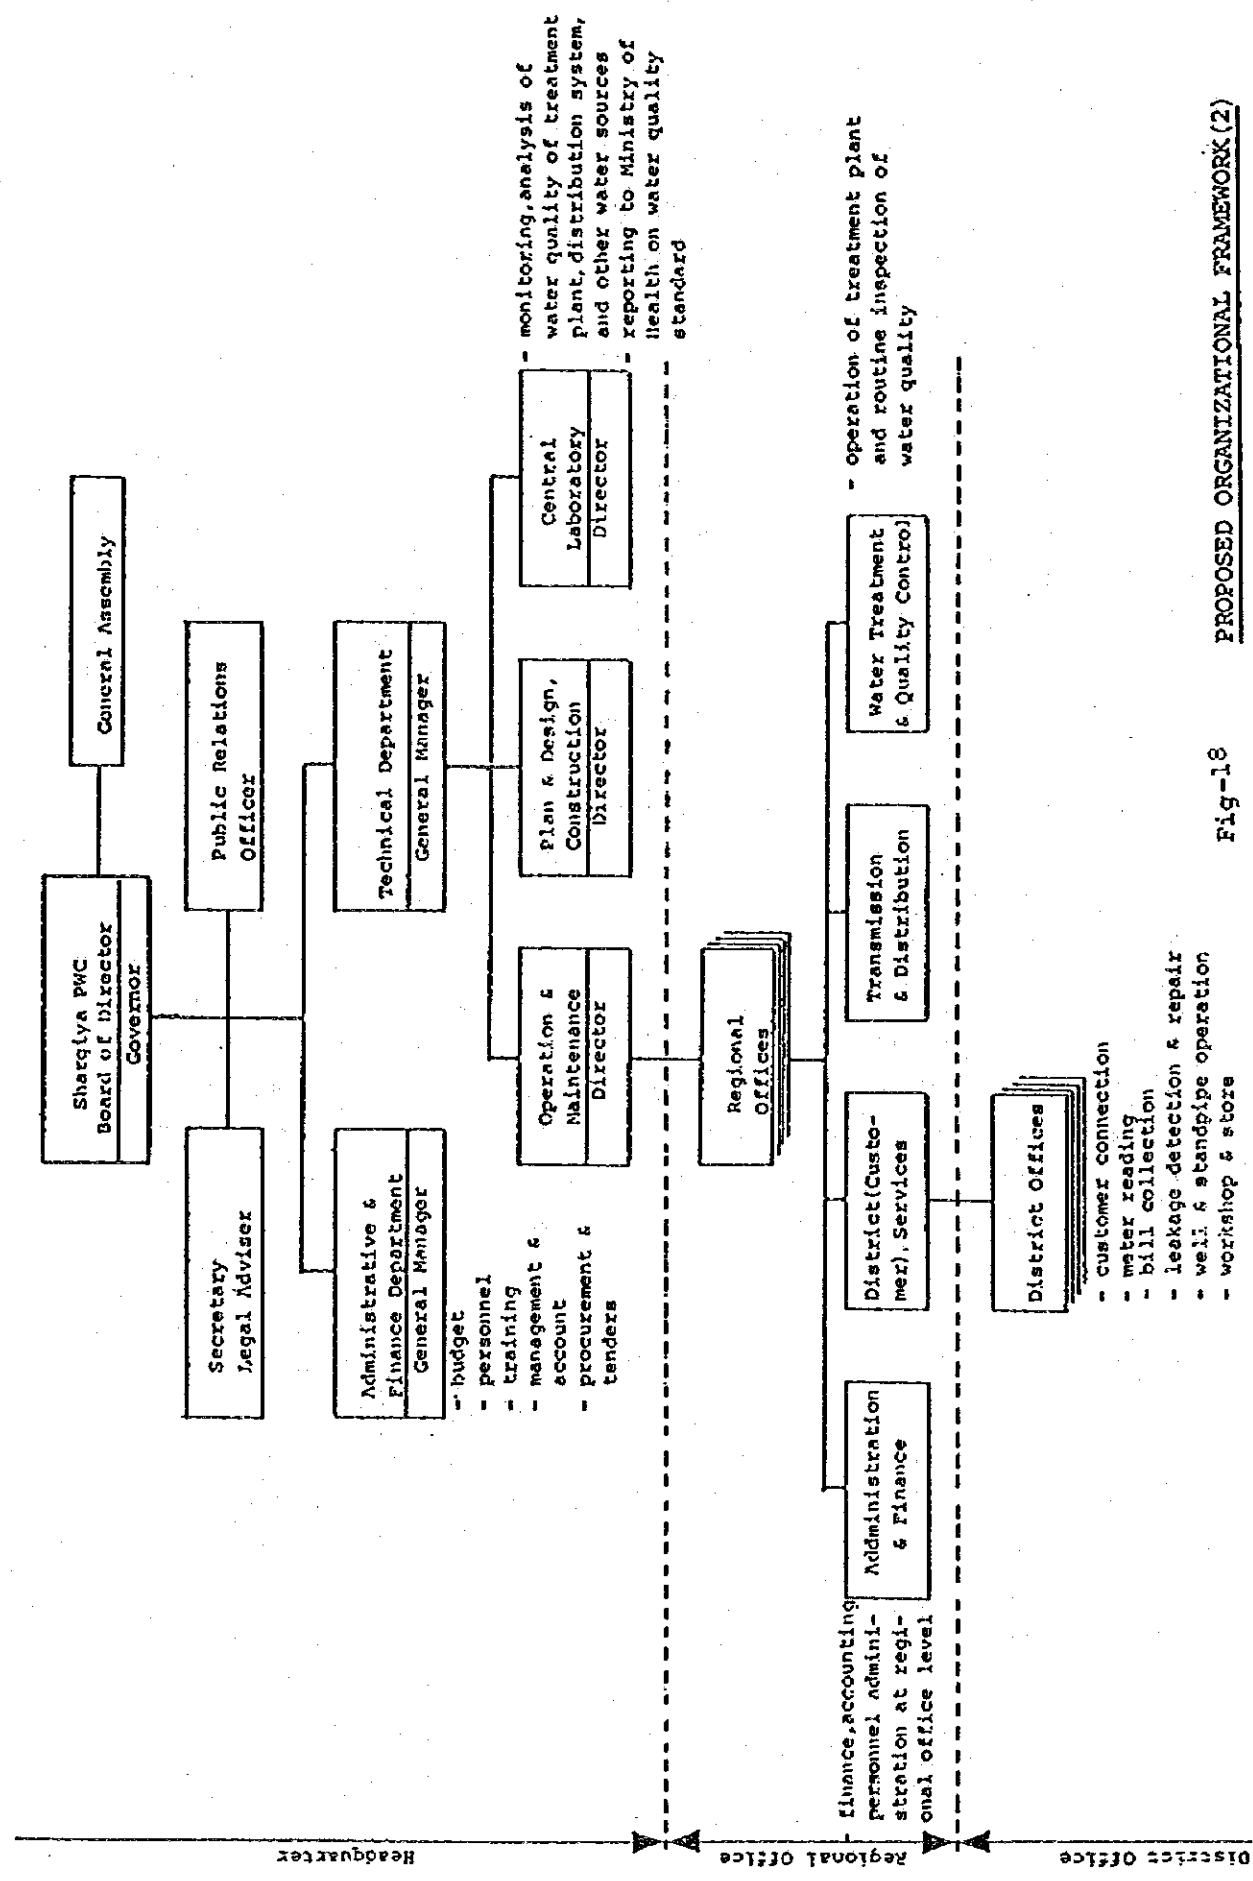 Sharqiya PWC
Board of Director
Governor
General Assembly
Secretary
Legal Adviser
Public Relations
Officer
Administrative &
Finance Department
General Manager
- budget
- personnel
- training
- management &
account
- procurement &
tenders
Technical Department
General Manager
Operation &
Maintenance
Director
Plan & Design,
Construction
Director
Central
Laboratory
Director
- monitoring,analysis of
water quality of treatment
plant,distribution system,
and other water sources
- reporting to Ministry of
Health on water quality
standard
Headquarter
Regional
Offices
Addministration
& Finance
finance,accounting
personnel admini-
stration at regi-
onal office level
District(Custo-
mer),Services
Transmission
& Distribution
Water Treatment
& Quality Control
- operation of treatment plant
and routine inspection of
water quality
Regional Office
District Offices
- customer connection
- meter reading
- bill collection
- leakage detection & repair
- well & standpipe operation
- workshop & store
District Office
Fig-18 PROPOSED ORGANIZATIONAL FRAMEWORK(2)